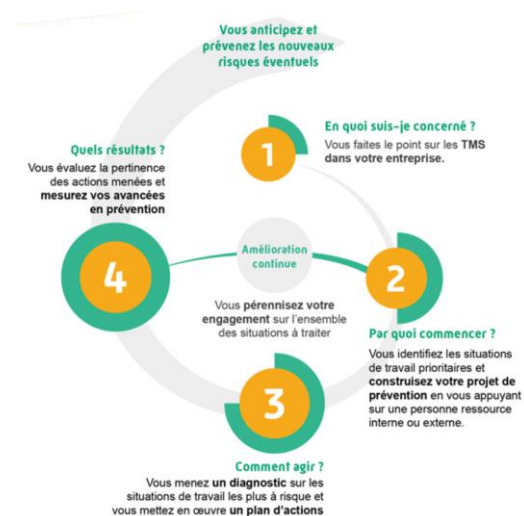 Vous anticipez et
prévenez les nouveaux
risques éventuels
1
En quoi suis-je concerné ?
Vous faites le point sur les TMS
dans votre entreprise.
2
Par quoi commencer ?
Vous identifiez les situations
de travail prioritaires et
construisez votre projet de
prévention en vous appuyant
sur une personne ressource
interne ou externe.
3
Comment agir ?
Vous menez un diagnostic sur les
situations de travail les plus à risque et
vous mettez en œuvre un plan d'actions
4
Quels résultats ?
Vous évaluez la pertinence
des actions menées et
mesurez vos avancées
en prévention
Amélioration
continue
Vous pérennisez votre
engagement sur l'ensemble
des situations à traiter